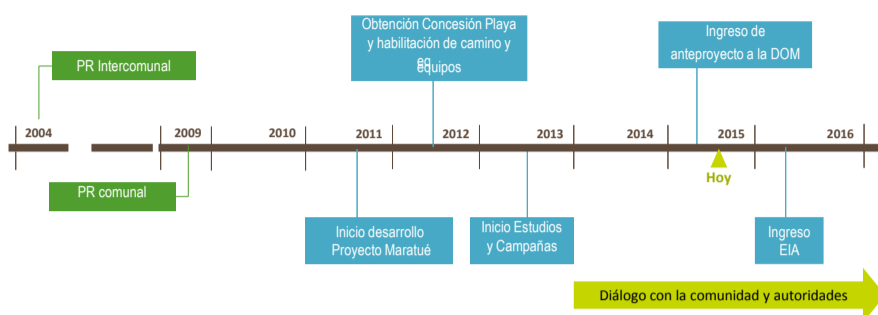 Obtención Concesión Playa
y habilitación de camino y
eq
equipos
Ingreso de
anteproyecto a la DOM
PR Intercomunal
2004
2009
2010
2011
2012
2013
2014
2015
2016
Hoy
PR comunal
Inicio desarrollo
Proyecto Maratué
Inicio Estudios
y Campañas
Ingreso
EIA
Diálogo con la comunidad y autoridades